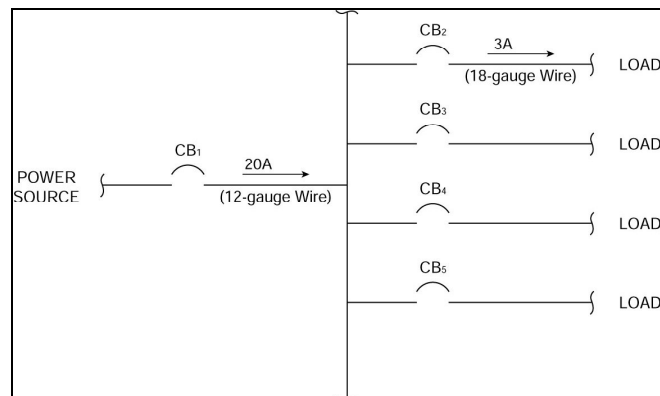 CB2
3A
(18-gauge Wire)
LOAD
CB3
LOAD
CB1
20A
(12-gauge Wire)
POWER
SOURCE
CB4
LOAD
CB5
LOAD